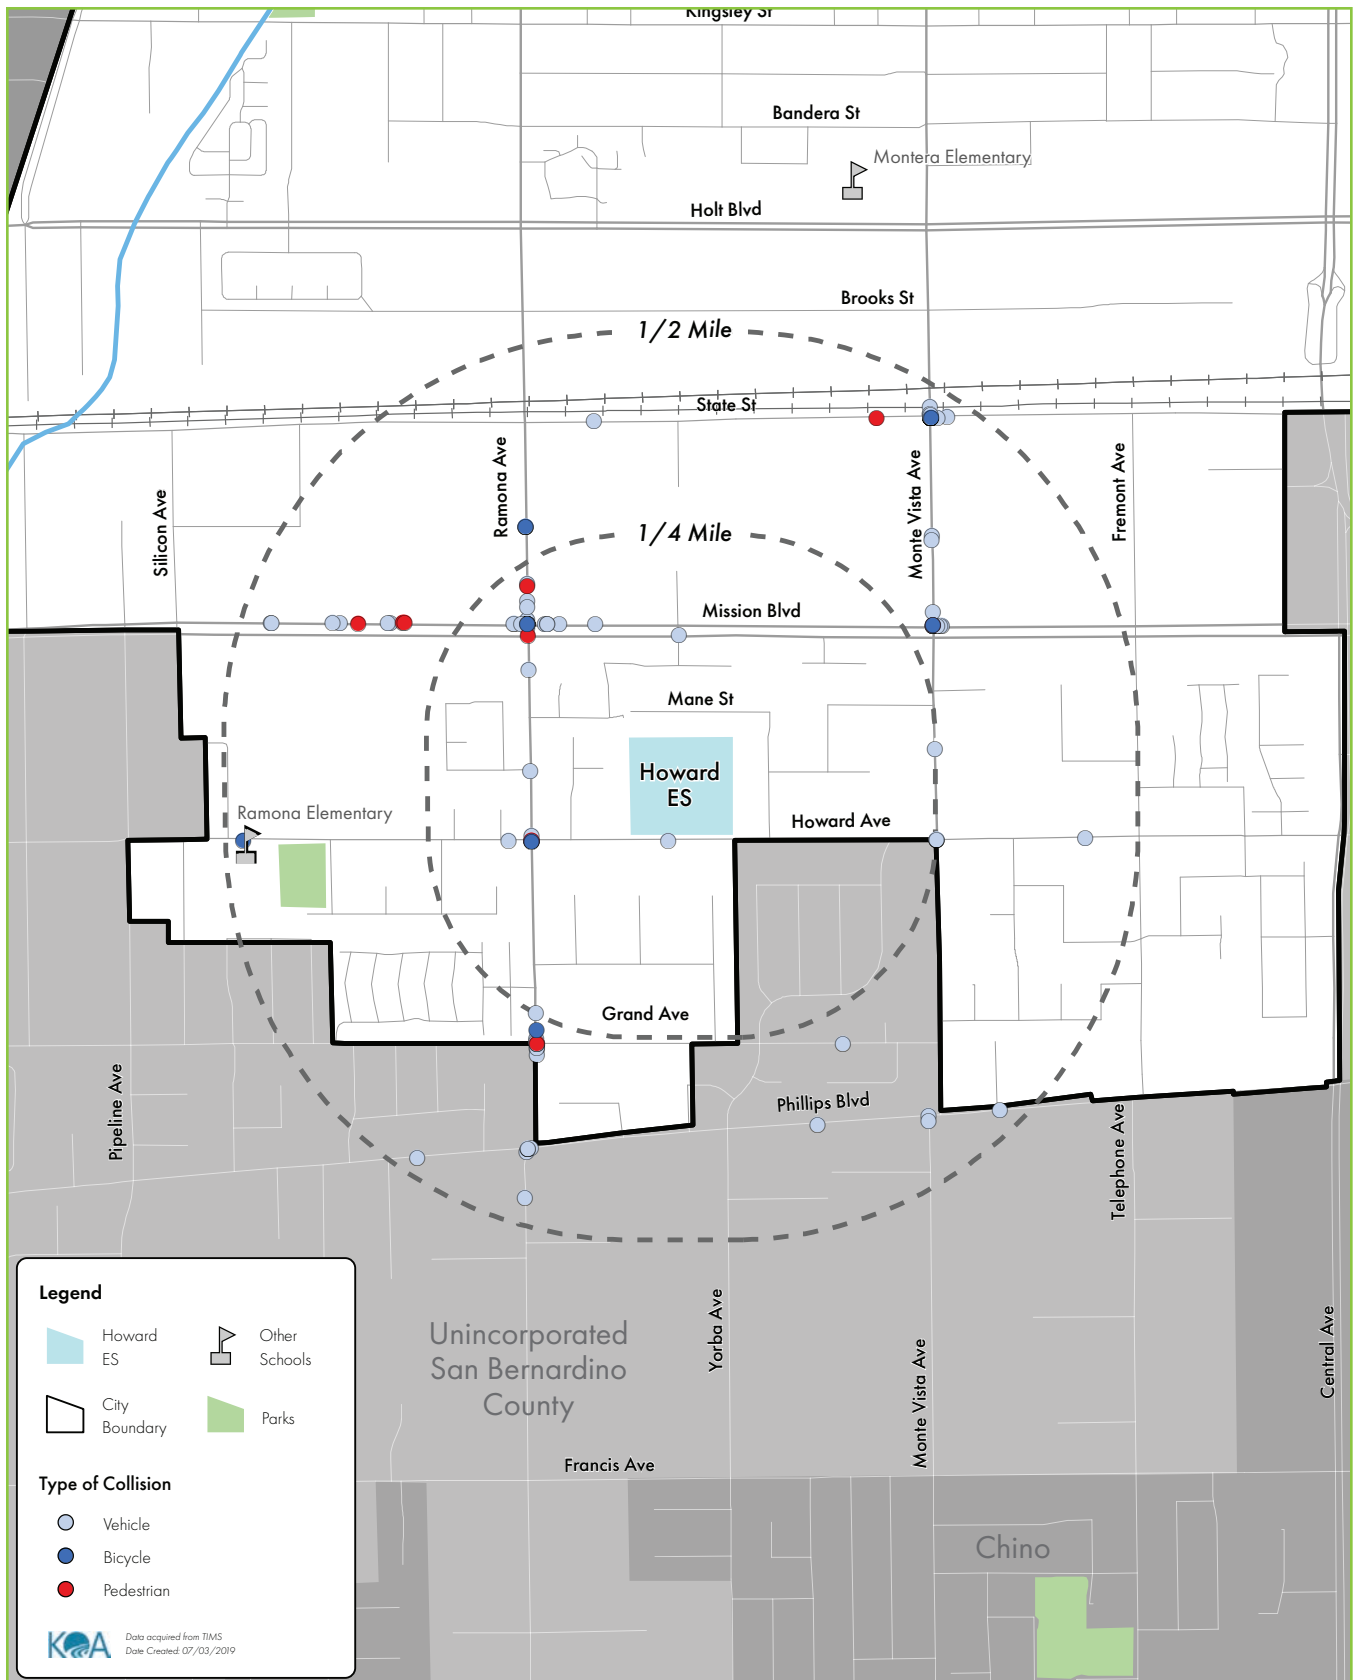 Kingsley St
Bandera St
Montera Elementary
Holt Blvd
Brooks St
1/2 Mile
State St
Ramona Ave
Monte Vista Ave
Fremont Ave
Silicon Ave
1/4 Mile
Mission Blvd
Mane St
Howard
ES
Ramona Elementary
Howard Ave
Grand Ave
Pipeline Ave
Phillips Blvd
Telephone Ave
Yorba Ave
Monte Vista Ave
Central Ave
Unincorporated
San Bernardino
County
Francis Ave
Chino
Legend
Howard
ES
Other
Schools
City
Boundary
Parks
Type of Collision
Vehicle
Bicycle
Pedestrian
KOA
Data acquired from TIMS
Date Created: 07/03/2019